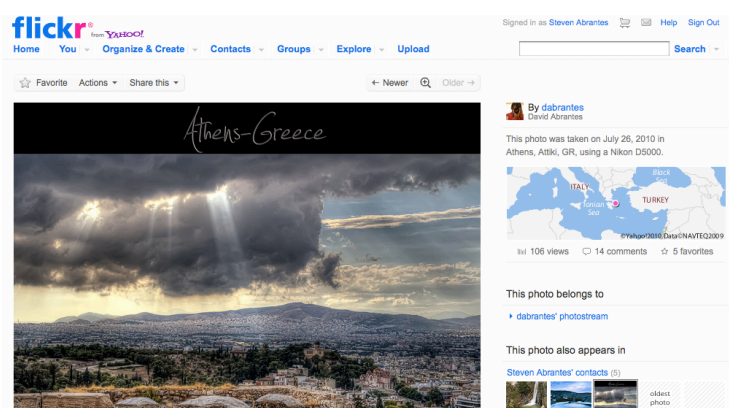 flickr from YAHOO!
Signed in as Steven Abrantes Help Sign Out
Home You Organize & Create Contacts Groups Explore Upload
Search
Favorite Actions Share this
← Newer Older →
Athens-Greece
By dabrantes
David Abrantes
This photo was taken on July 26, 2010 in
Athens, Attiki, GR, using a Nikon D5000.
Black
Sea
ITALY
TURKEY
Ionian
Sea
©Yahoo!2010,Data©NAVTEQ2009
106 views 14 comments 5 favorites
This photo belongs to
dabrantes' photostream
This photo also appears in
Steven Abrantes' contacts (5)
oldest
photo